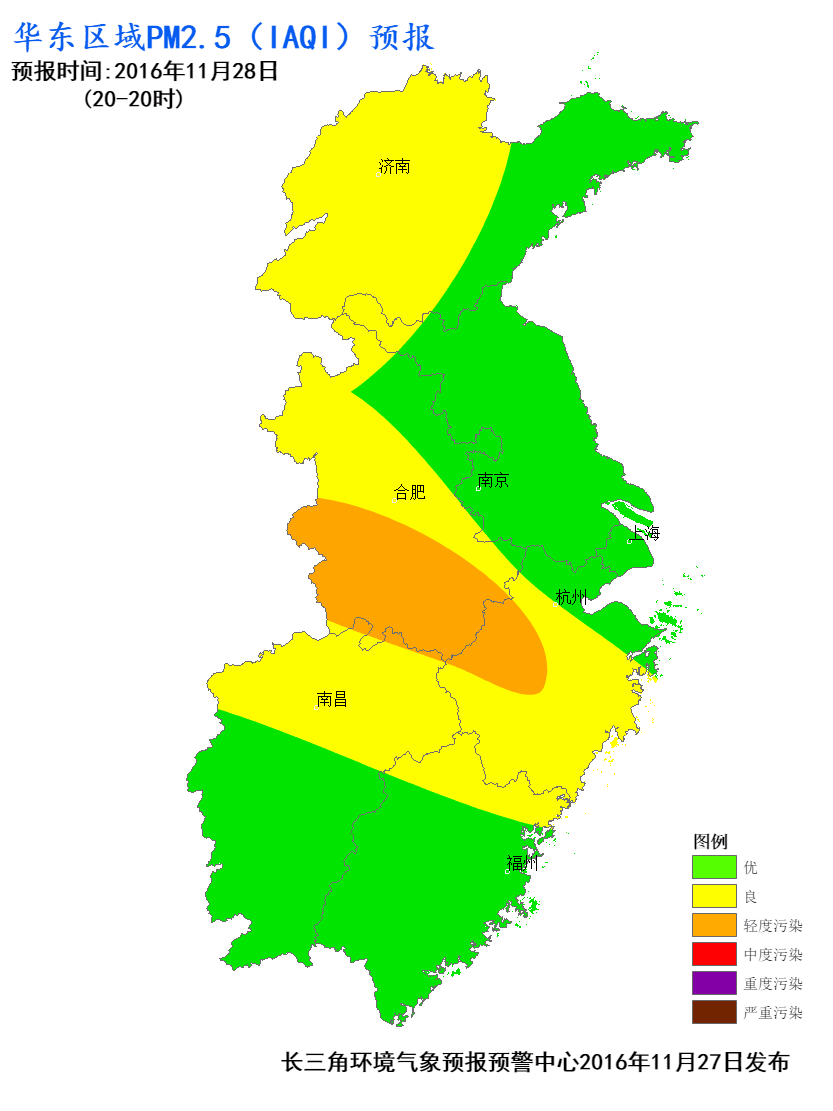 华东区域PM2.5（IAQI）预报
预报时间:2016年11月28日
(20-20时)
济南
合肥
南京
上海
杭州
南昌
福州
图例
优
良
轻度污染
中度污染
重度污染
严重污染
长三角环境气象预报预警中心2016年11月27日发布